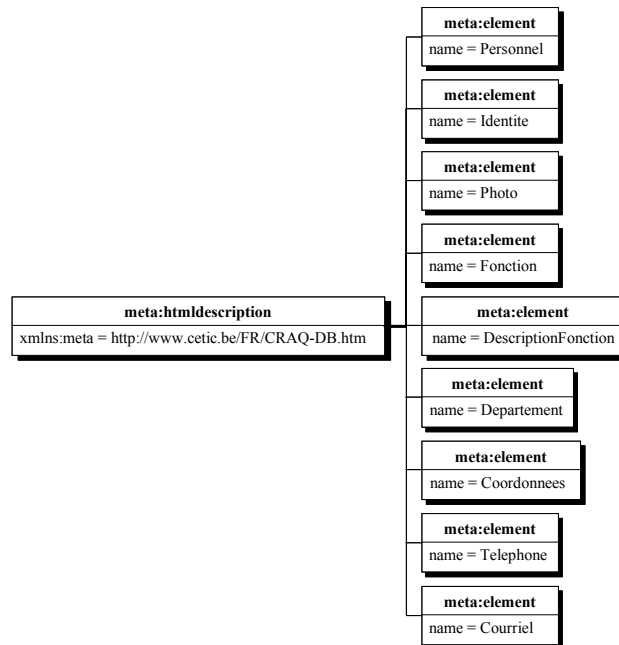 meta:element
name = Personnel
meta:element
name = Identite
meta:element
name = Photo
meta:element
name = Fonction
meta:htmldescription
xmlns:meta = http://www.cetic.be/FR/CRAQ-DB.htm
meta:element
name = DescriptionFonction
meta:element
name = Departement
meta:element
name = Coordonnees
meta:element
name = Telephone
meta:element
name = Courriel